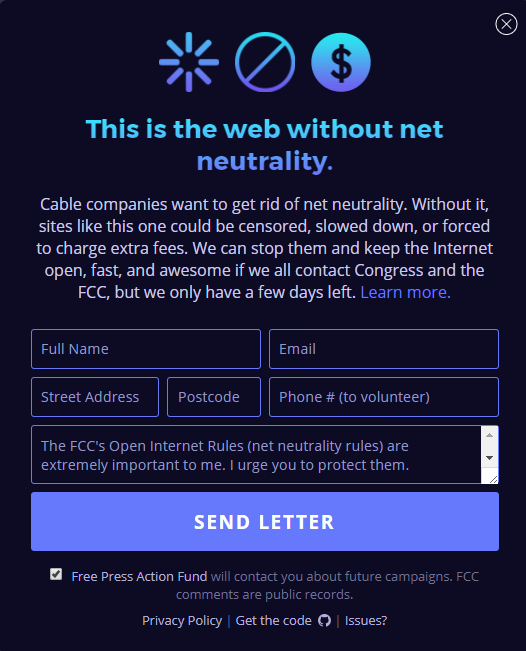 $
This is the web without net
neutrality.
Cable companies want to get rid of net neutrality. Without it,
sites like this one could be censored, slowed down, or forced
to charge extra fees. We can stop them and keep the Internet
open, fast, and awesome if we all contact Congress and the
FCC, but we only have a few days left. Learn more.
Full Name
Email
Street Address
Postcode
Phone # (to volunteer)
The FCC's Open Internet Rules (net neutrality rules) are
extremely important to me. I urge you to protect them.
SEND LETTER
Free Press Action Fund will contact you about future campaigns. FCC
comments are public records.
Privacy Policy | Get the code | Issues?